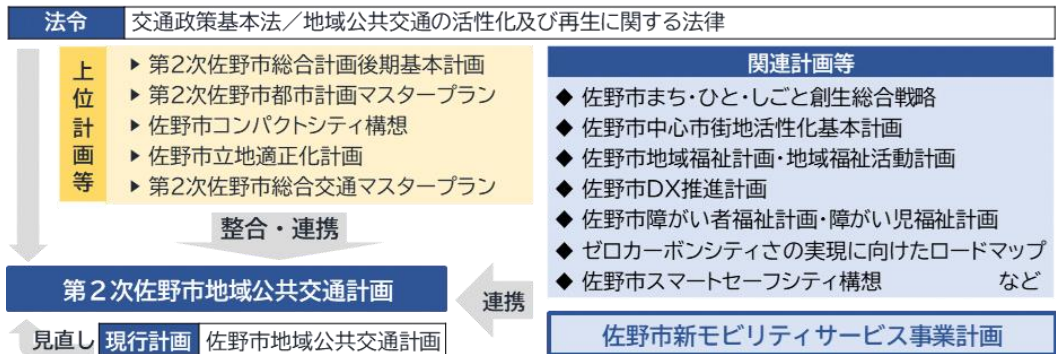 法令 交通政策基本法／地域公共交通の活性化及び再生に関する法律
上位計画等
▶ 第2次佐野市総合計画後期基本計画
▶ 第2次佐野市都市計画マスタープラン
▶ 佐野市コンパクトシティ構想
▶ 佐野市立地適正化計画
▶ 第2次佐野市総合交通マスタープラン
整合・連携
第２次佐野市地域公共交通計画
見直し 現行計画 佐野市地域公共交通計画
連携
関連計画等
◆ 佐野市まち・ひと・しごと創生総合戦略
◆ 佐野市中心市街地活性化基本計画
◆ 佐野市地域福祉計画・地域福祉活動計画
◆ 佐野市DX推進計画
◆ 佐野市障がい者福祉計画・障がい児福祉計画
◆ ゼロカーボンシティさの実現に向けたロードマップ
◆ 佐野市スマートセーフシティ構想 など
佐野市新モビリティサービス事業計画